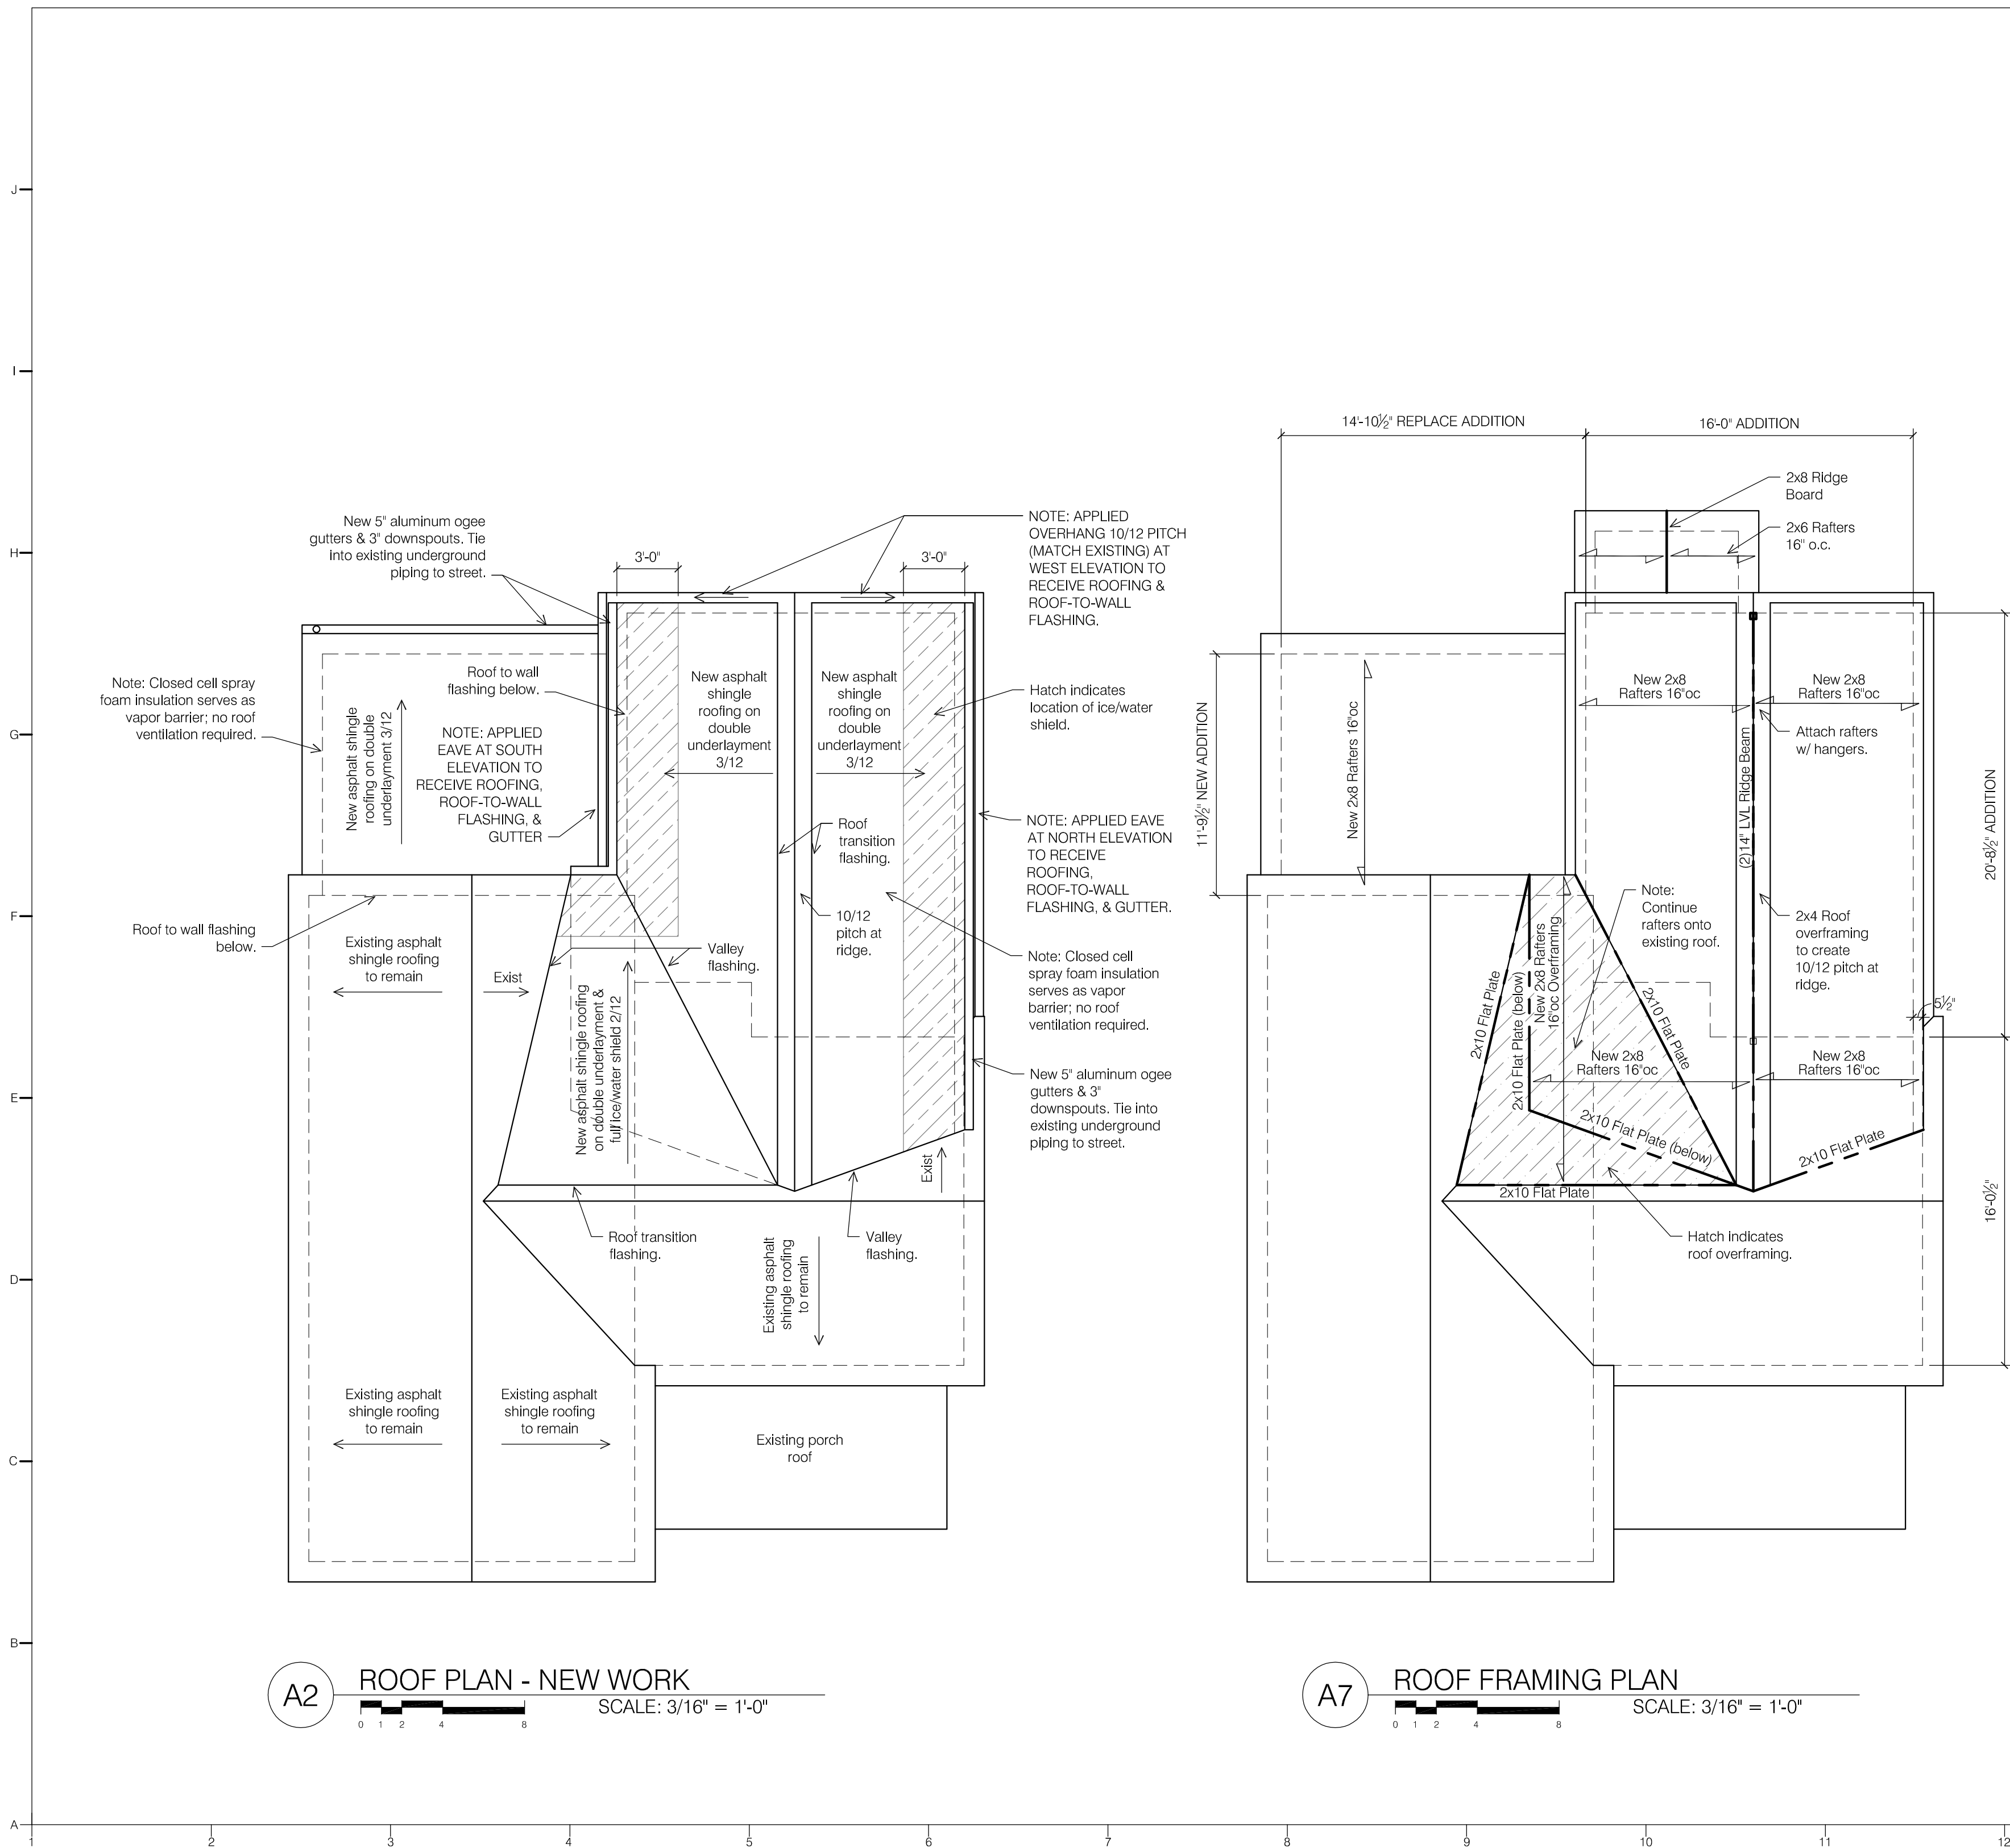 J
I
H
G
F
E
D
C
B
A
1
2
3
4
5
6
7
8
9
10
11
12
New 5" aluminum ogee
gutters & 3" downspouts. Tie
into existing underground
piping to street.
3'-0"
3'-0"
NOTE: APPLIED
OVERHANG 10/12 PITCH
(MATCH EXISTING) AT
WEST ELEVATION TO
RECEIVE ROOFING &
ROOF-TO-WALL
FLASHING.
Note: Closed cell spray
foam insulation serves as
vapor barrier; no roof
ventilation required.
Roof to wall
flashing below.
New asphalt shingle
roofing on double
underlayment 3/12
NOTE: APPLIED
EAVE AT SOUTH
ELEVATION TO
RECEIVE ROOFING,
ROOF-TO-WALL
FLASHING, &
GUTTER
New asphalt
shingle
roofing on
double
underlayment
3/12
New asphalt
shingle
roofing on
double
underlayment
3/12
Hatch indicates
location of ice/water
shield.
Roof
transition
flashing.
NOTE: APPLIED EAVE
AT NORTH ELEVATION
TO RECEIVE
ROOFING,
ROOF-TO-WALL
FLASHING, & GUTTER.
10/12
pitch at
ridge.
Roof to wall flashing
below.
Existing asphalt
shingle roofing
to remain
Exist
Valley
flashing.
New asphalt shingle roofing
on double underlayment &
full ice/water shield 2/12
Note: Closed cell
spray foam insulation
serves as vapor
barrier; no roof
ventilation required.
New 5" aluminum ogee
gutters & 3"
downspouts. Tie into
existing underground
piping to street.
Exist
Roof transition
flashing.
Existing asphalt
shingle roofing
to remain
Valley
flashing.
Existing asphalt
shingle roofing
to remain
Existing asphalt
shingle roofing
to remain
Existing porch
roof
A2
ROOF PLAN - NEW WORK
SCALE: 3/16" = 1'-0"
0 1 2 4 8
14'-10½" REPLACE ADDITION
16'-0" ADDITION
2x8 Ridge
Board
2x6 Rafters
16" o.c.
11'-9½" NEW ADDITION
New 2x8 Rafters 16"oc
New 2x8
Rafters 16"oc
New 2x8
Rafters 16"oc
Attach rafters
w/ hangers.
(2)14" LVL Ridge Beam
20'-8½" ADDITION
Note:
Continue
rafters onto
existing roof.
2x4 Roof
overframing
to create
10/12 pitch at
ridge.
2x10 Flat Plate
2x10 Flat Plate (below)
New 2x8 Rafters
16"oc Overframing
2x10 Flat Plate
5½"
New 2x8
Rafters 16"oc
New 2x8
Rafters 16"oc
2x10 Flat Plate (below)
2x10 Flat Plate
2x10 Flat Plate
16'-0½"
Hatch indicates
roof overframing.
A7
ROOF FRAMING PLAN
SCALE: 3/16" = 1'-0"
0 1 2 4 8